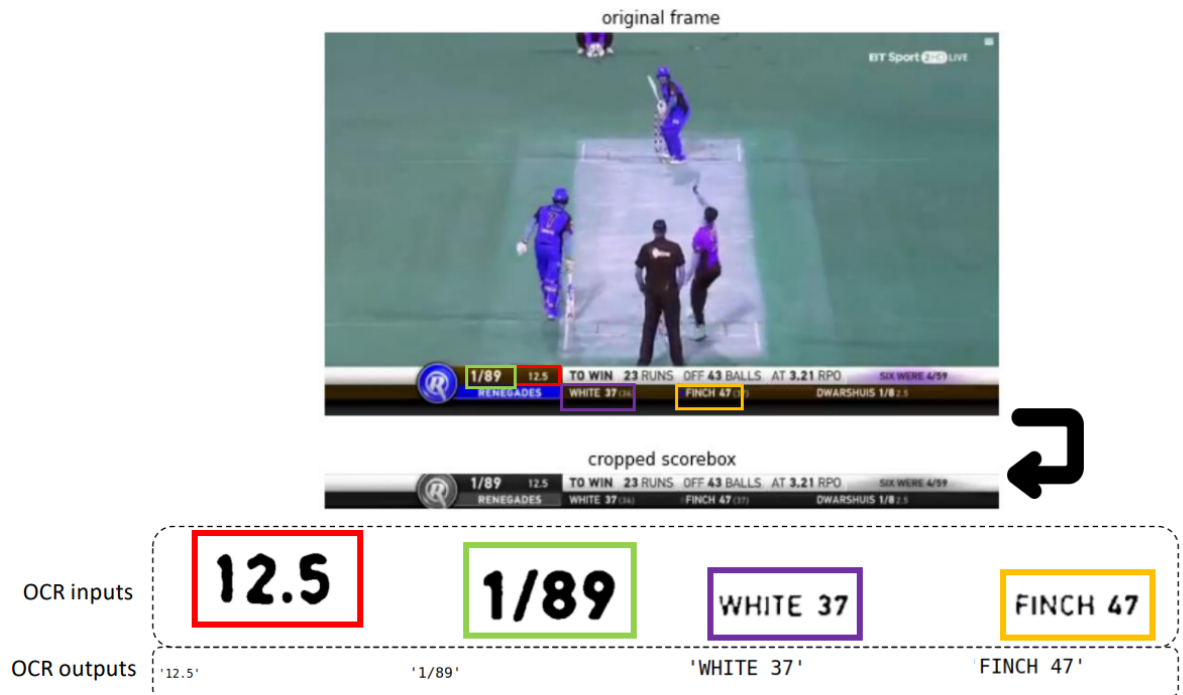 original frame
BT Sport 2HD LIVE
7
1/89 12.5 TO WIN 23 RUNS OFF 43 BALLS AT 3.21 RPO SIX WERE 4/59
R RENEGADES WHITE 37 (36) FINCH 47 (37) DWARSHUIS 1/8 2.5
cropped scorebox
1/89 12.5 TO WIN 23 RUNS OFF 43 BALLS AT 3.21 RPO SIX WERE 4/59
R RENEGADES WHITE 37 (36) FINCH 47 (37) DWARSHUIS 1/8 2.5
OCR inputs 12.5 1/89 WHITE 37 FINCH 47
OCR outputs '12.5' '1/89' 'WHITE 37' 'FINCH 47'